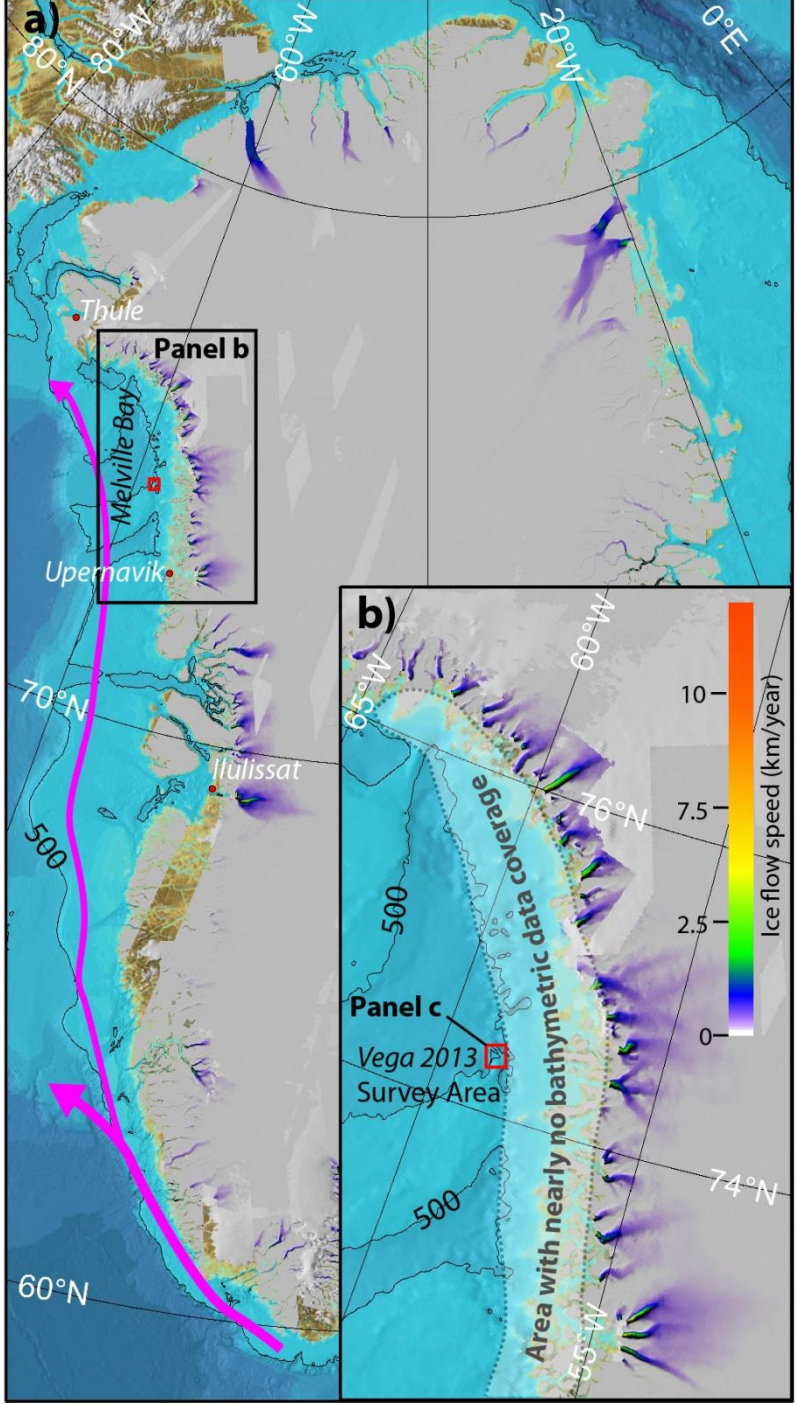 a)
80°N
80°W
60°W
20°W
0°E
Thule
Panel b
Melville Bay
Upernavik
70°N
Ilulissat
500
60°N
b)
65°W
60°W
76°N
10
7.5
2.5
0
Ice flow speed (km/year)
500
Area with nearly no bathymetric data coverage
Panel c
Vega 2013
Survey Area
500
74°N
55°W